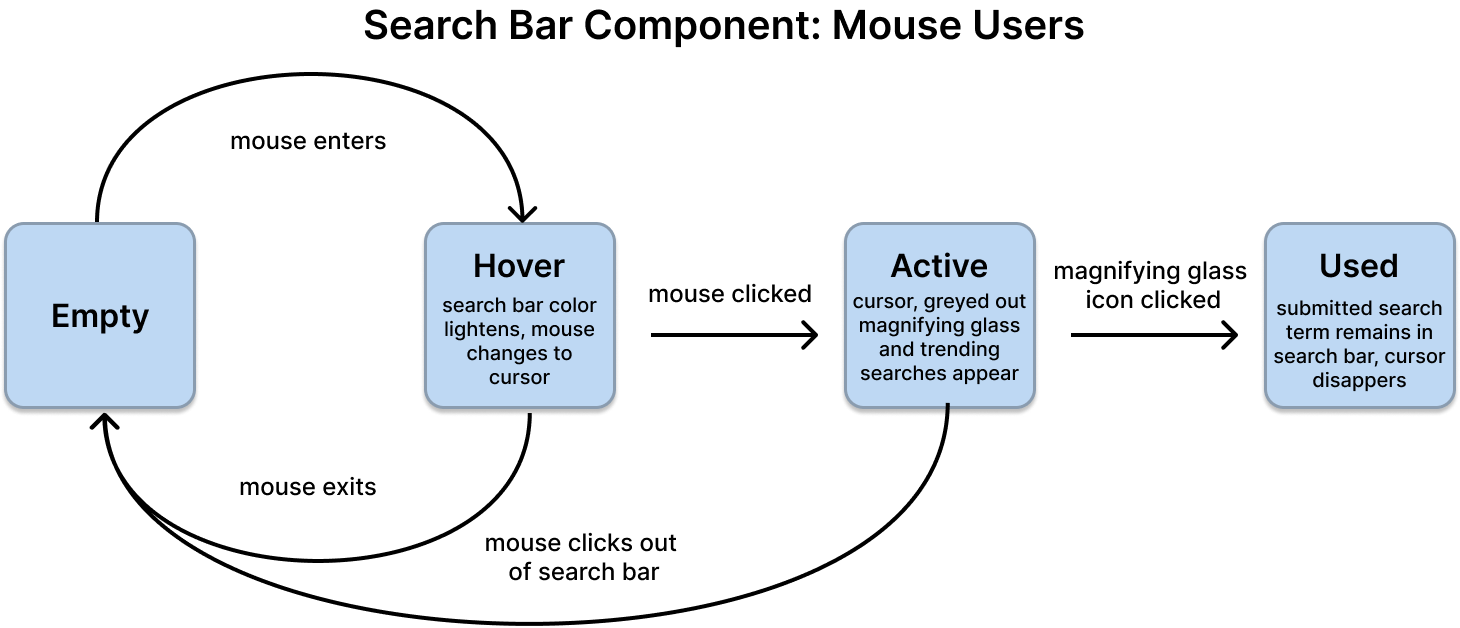 Search Bar Component: Mouse Users
mouse enters
Empty
Hover
search bar color
lightens, mouse
changes to
cursor
mouse clicked
Active
cursor, greyed out
magnifying glass
and trending
searches appear
magnifying glass
icon clicked
Used
submitted search
term remains in
search bar, cursor
disappers
mouse exits
mouse clicks out
of search bar